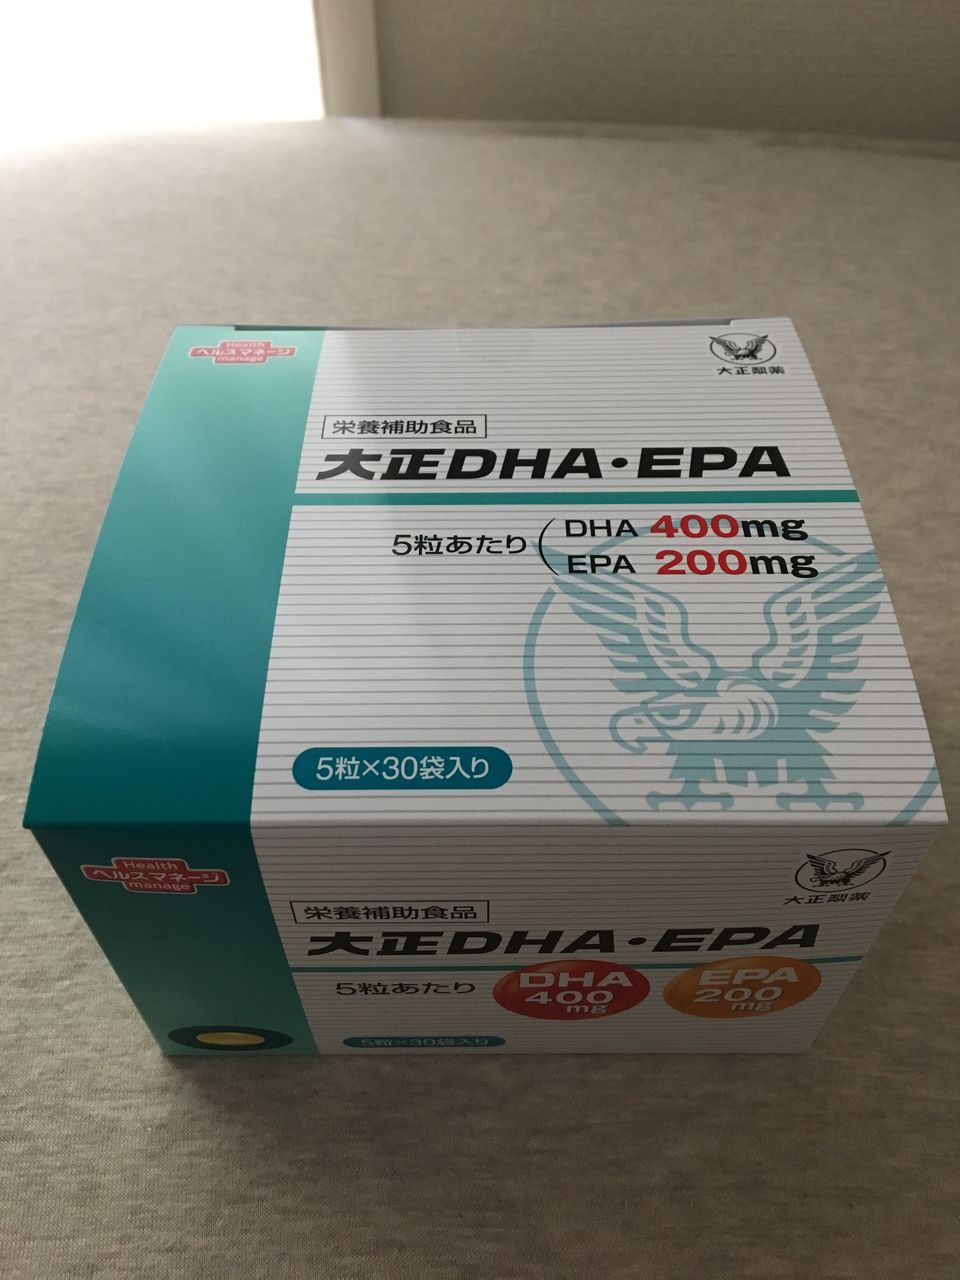 Health
ヘルスマネージ
manage
大正製薬
栄養補助食品
大正DHA・EPA
5粒あたり
DHA 400mg
EPA 200mg
5粒×30袋入り
Health
ヘルスマネージ
manage
大正製薬
栄養補助食品
大正DHA・EPA
5粒あたり
DHA
400
mg
EPA
200
mg
5粒×30袋入り